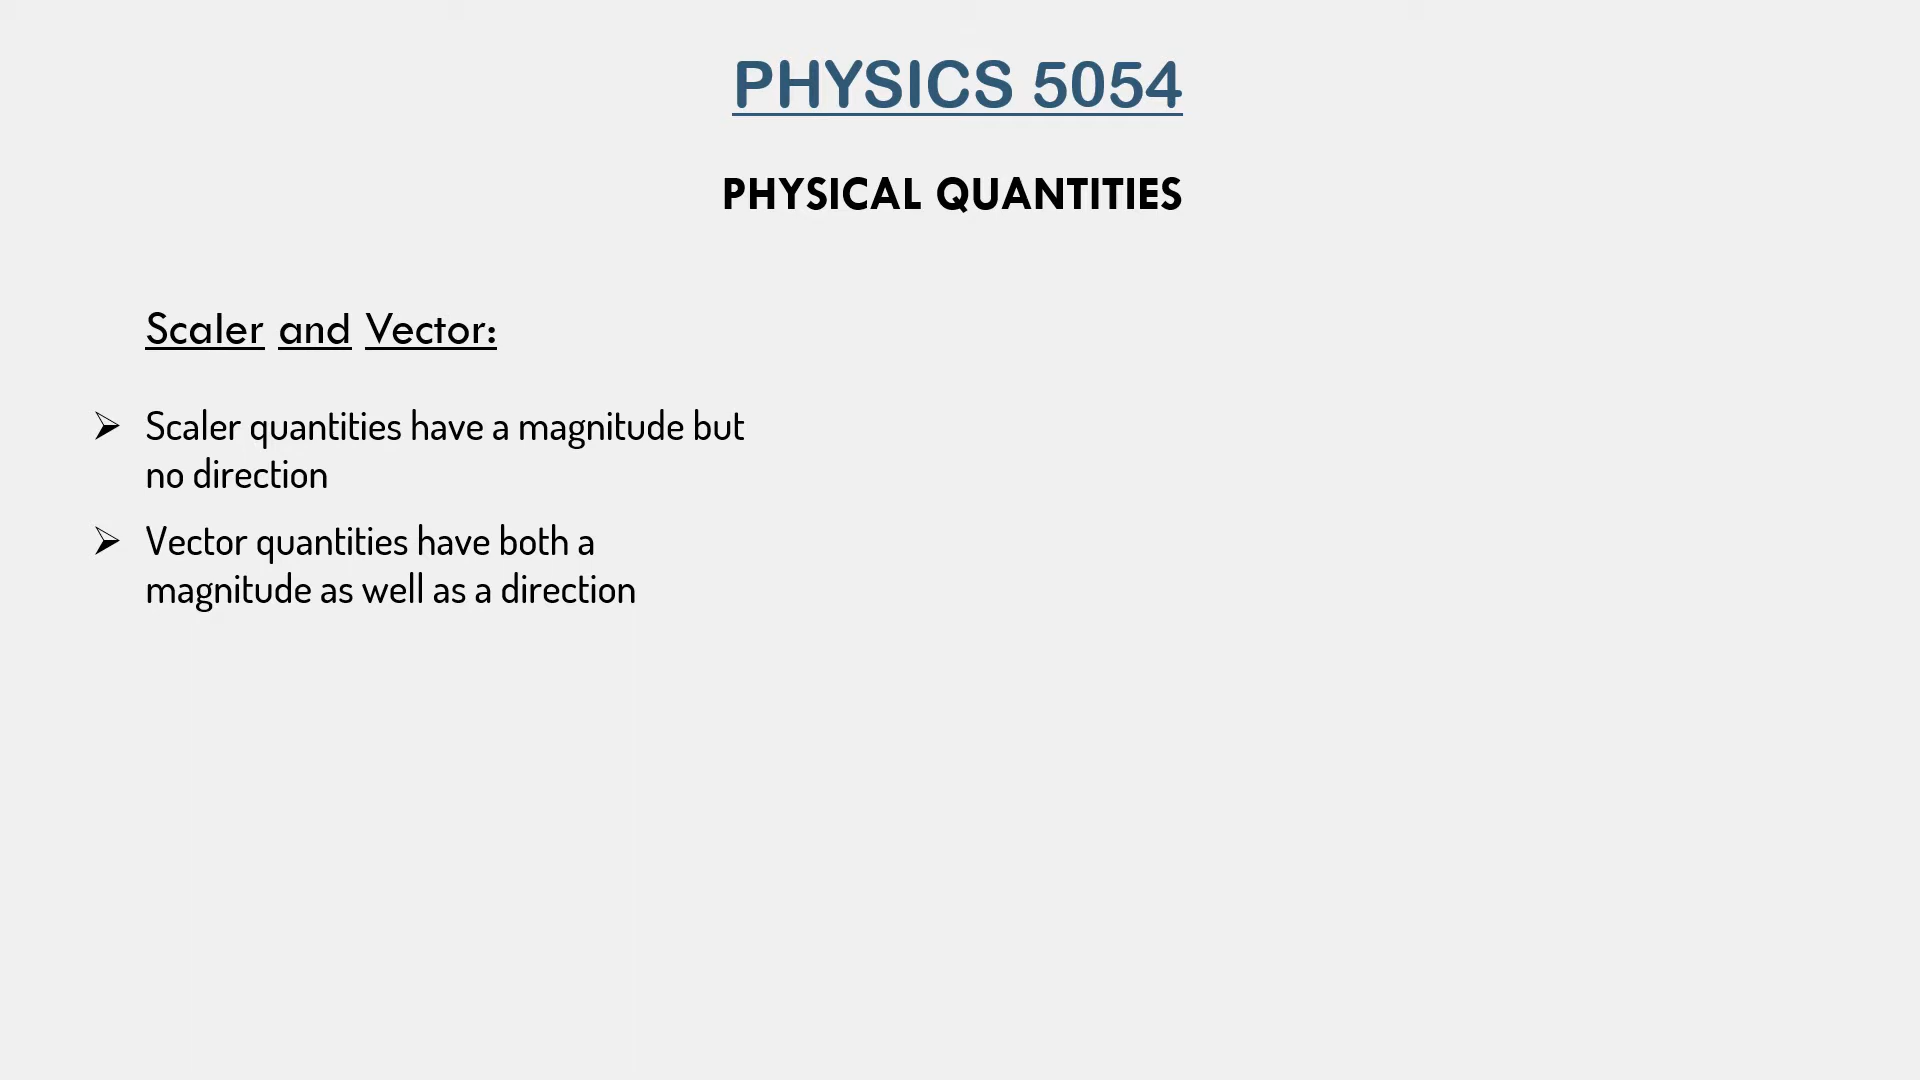 PHYSICS 5054
PHYSICAL QUANTITIES
Scaler and Vector:
➢ Scaler quantities have a magnitude but
no direction
➢ Vector quantities have both a
magnitude as well as a direction